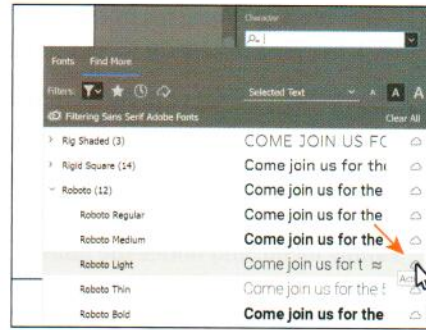 Character
Fonts Find More
Filters: Selected Text A A A
Filtering Sans Serif Adobe Fonts Clear All
Rig Shaded (3) COME JOIN US FO
Rigid Square (14) Come join us for the
Roboto (12) Come join us for the
Roboto Regular Come join us for the
Roboto Medium Come join us for the
Roboto Light Come join us for t ≈
Act
Roboto Thin Come join us for the
Roboto Bold Come join us for the